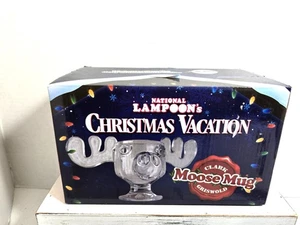 NATIONAL
LAMPOON'S
CHRISTMAS VACATION
CLARK
Moose Mug
GRISWOLD